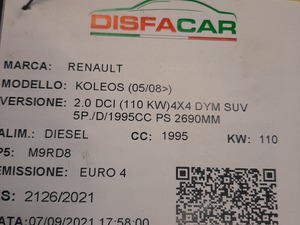 DISFACAR
MARCA: RENAULT
MODELLO: KOLEOS (05/08>)
VERSIONE: 2.0 DCI (110 KW)4X4 DYM SUV
5P./D/1995CC PS 2690MM
ALIM.: DIESEL CC: 1995 KW: 110
P5: M9RD8
EMISSIONE: EURO 4
S: 2126/2021
DATA: 07/09/2021 17:58:00